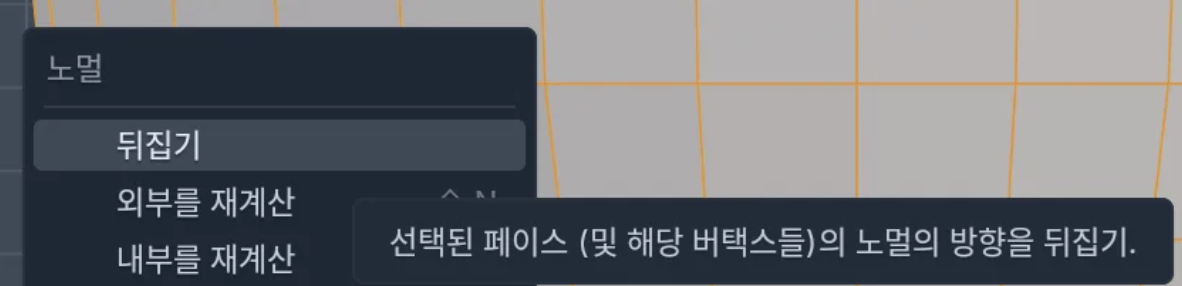 노멀
뒤집기
외부를 재계산
내부를 재계산
선택된 페이스 (및 해당 버택스들)의 노멀의 방향을 뒤집기.